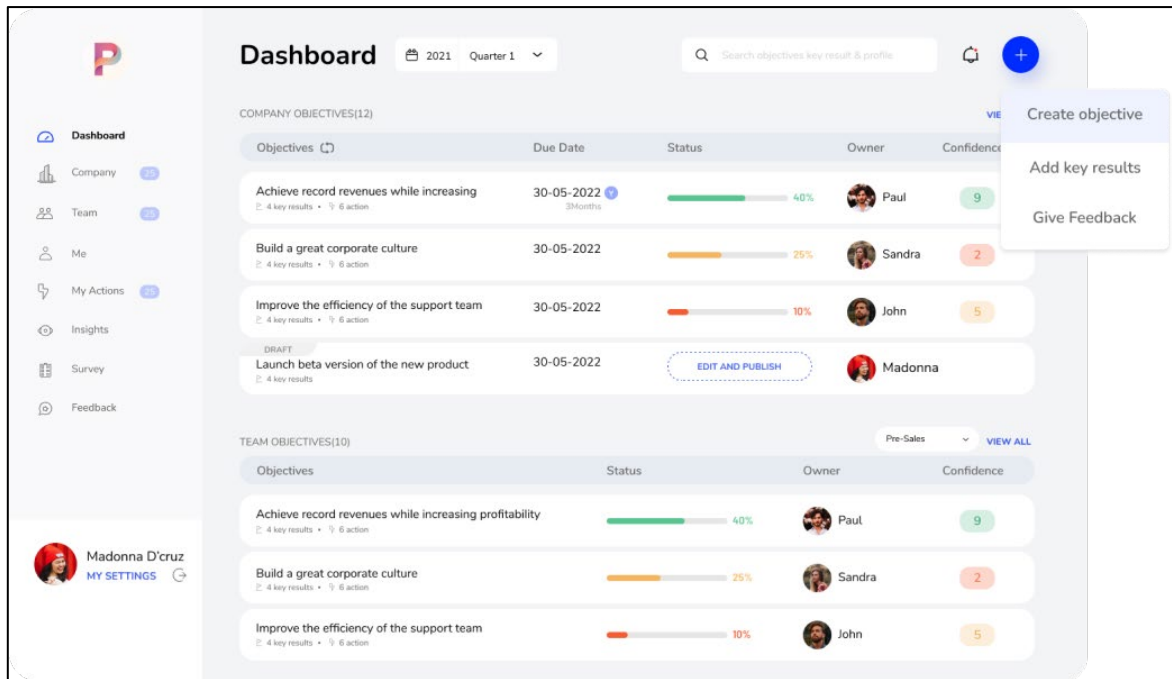 P
Dashboard
Company 25
Team 25
Me
My Actions 25
Insights
Survey
Feedback
Madonna D'cruz
MY SETTINGS
Dashboard 2021 Quarter 1
Search objectives key result & profile
+
Create objective
Add key results
Give Feedback
COMPANY OBJECTIVES(12) VIE
Objectives Due Date Status Owner Confidence
Achieve record revenues while increasing 30-05-2022 40% Paul 9
4 key results • 6 action 3Months
Build a great corporate culture 30-05-2022 25% Sandra 2
4 key results • 6 action
Improve the efficiency of the support team 30-05-2022 10% John 5
4 key results • 6 action
DRAFT
Launch beta version of the new product 30-05-2022 EDIT AND PUBLISH Madonna
4 key results
TEAM OBJECTIVES(10) Pre-Sales VIEW ALL
Objectives Status Owner Confidence
Achieve record revenues while increasing profitability 40% Paul 9
4 key results • 6 action
Build a great corporate culture 25% Sandra 2
4 key results • 6 action
Improve the efficiency of the support team 10% John 5
4 key results • 6 action